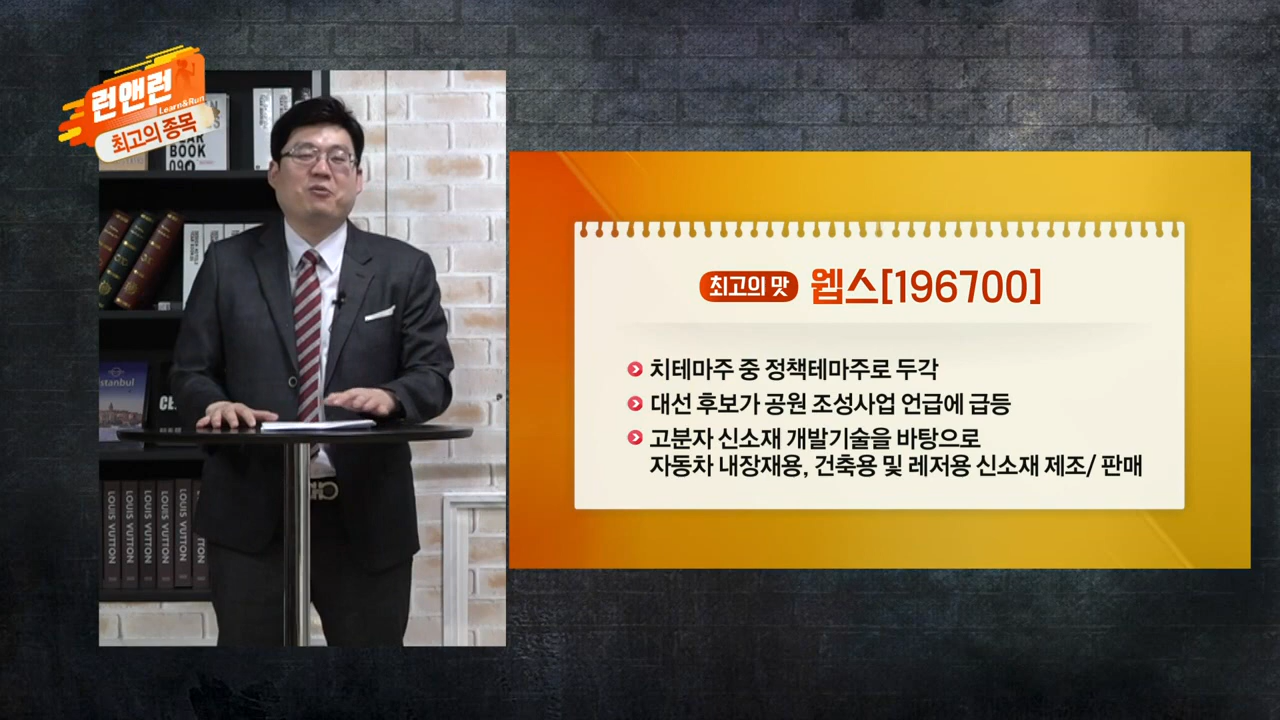 런앤런
Learn&Run
최고의 종목
BOOK
stanbul
LOUIS VUITTON
LOUIS VUITTON
LOUIS VUITTON
LOUIS VUITTON
LOUIS VUITTON
최고의 맛 웹스[196700]
치테마주 중 정책테마주로 두각
대선 후보가 공원 조성사업 언급에 급등
고분자 신소재 개발기술을 바탕으로
자동차 내장재용, 건축용 및 레저용 신소재 제조/ 판매